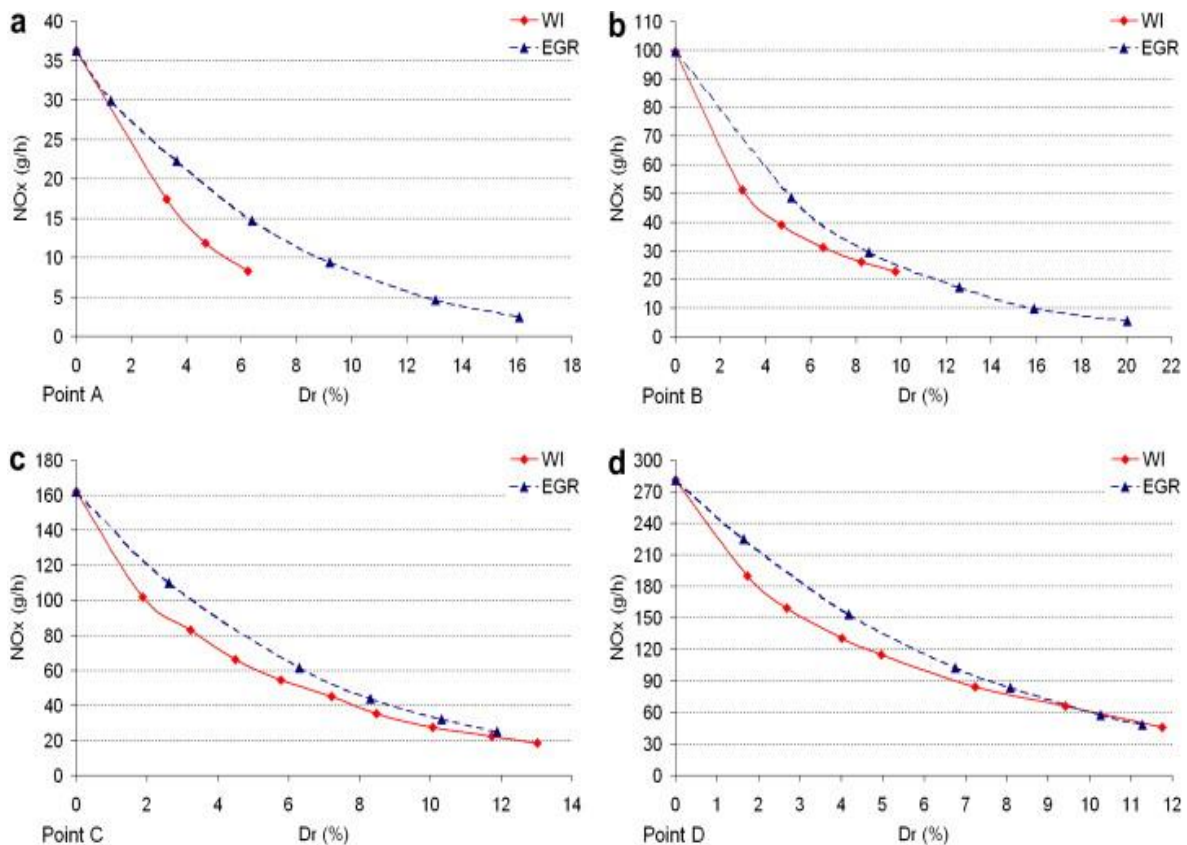 a
WI
EGR
40
35
30
25
20
15
10
5
0
NOx (g/h)
0 2 4 6 8 10 12 14 16 18
Point A Dr (%)
b
WI
EGR
110
100
90
80
70
60
50
40
30
20
10
0
NOx (g/h)
0 2 4 6 8 10 12 14 16 18 20 22
Point B Dr (%)
c
WI
EGR
180
160
140
120
100
80
60
40
20
0
NOx (g/h)
0 2 4 6 8 10 12 14
Point C Dr (%)
d
WI
EGR
300
270
240
210
180
150
120
90
60
30
0
NOx (g/h)
0 1 2 3 4 5 6 7 8 9 10 11 12
Point D Dr (%)